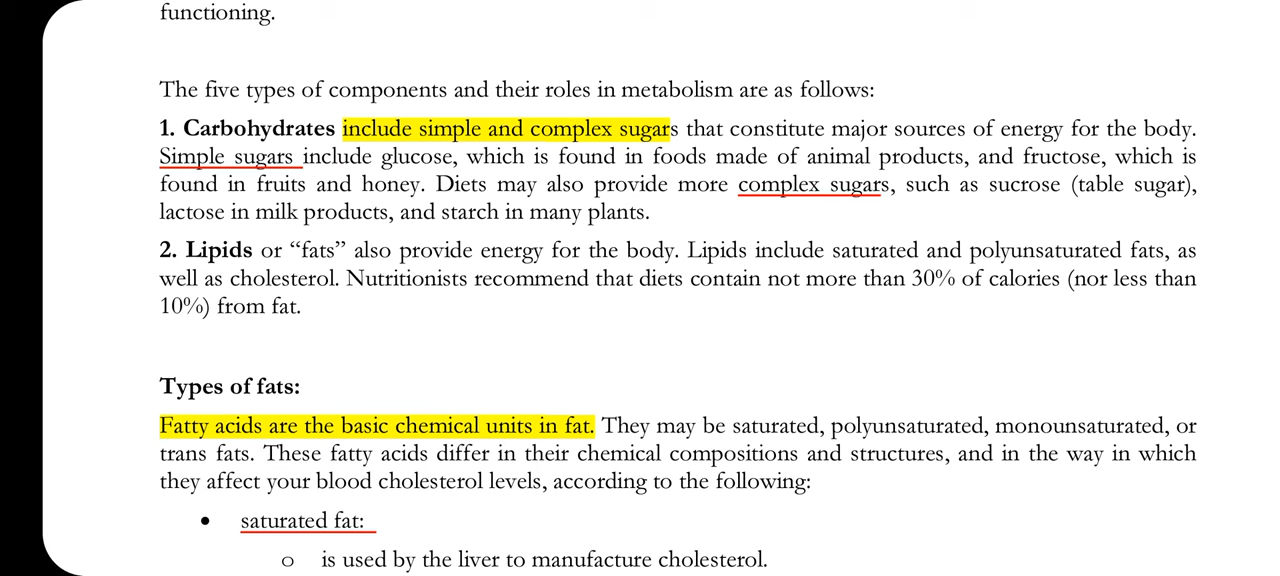 functioning.
The five types of components and their roles in metabolism are as follows:
1. Carbohydrates include simple and complex sugars that constitute major sources of energy for the body.
Simple sugars include glucose, which is found in foods made of animal products, and fructose, which is
found in fruits and honey. Diets may also provide more complex sugars, such as sucrose (table sugar),
lactose in milk products, and starch in many plants.
2. Lipids or “fats” also provide energy for the body. Lipids include saturated and polyunsaturated fats, as
well as cholesterol. Nutritionists recommend that diets contain not more than 30% of calories (nor less than
10%) from fat.
Types of fats:
Fatty acids are the basic chemical units in fat. They may be saturated, polyunsaturated, monounsaturated, or
trans fats. These fatty acids differ in their chemical compositions and structures, and in the way in which
they affect your blood cholesterol levels, according to the following:
• saturated fat:
o is used by the liver to manufacture cholesterol.